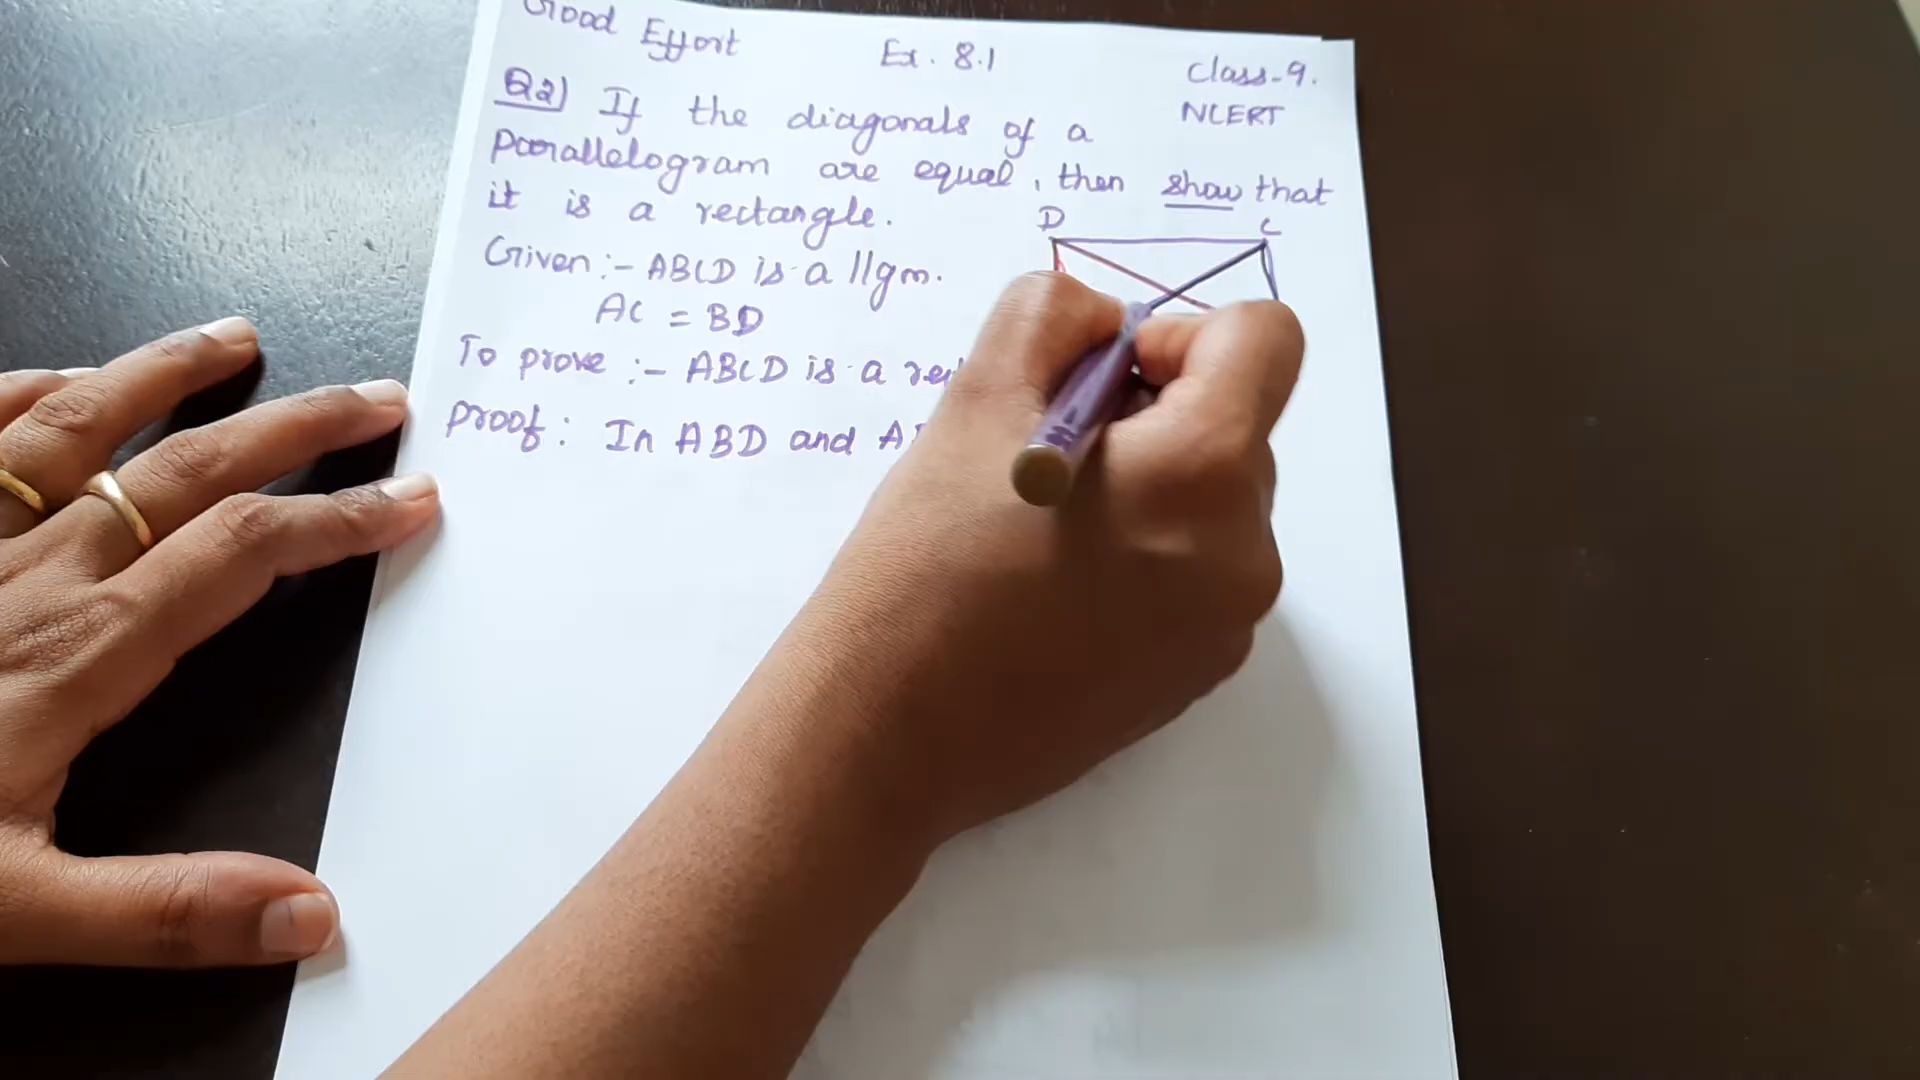 Good Effort Ex. 8.1 Class-9.
NCERT
Q2) If the diagonals of a
parallelogram are equal, then show that
it is a rectangle.
D C
Given :- ABCD is a ||gm.
AC = BD
To prove :- ABCD is a
Proof : In ABD and